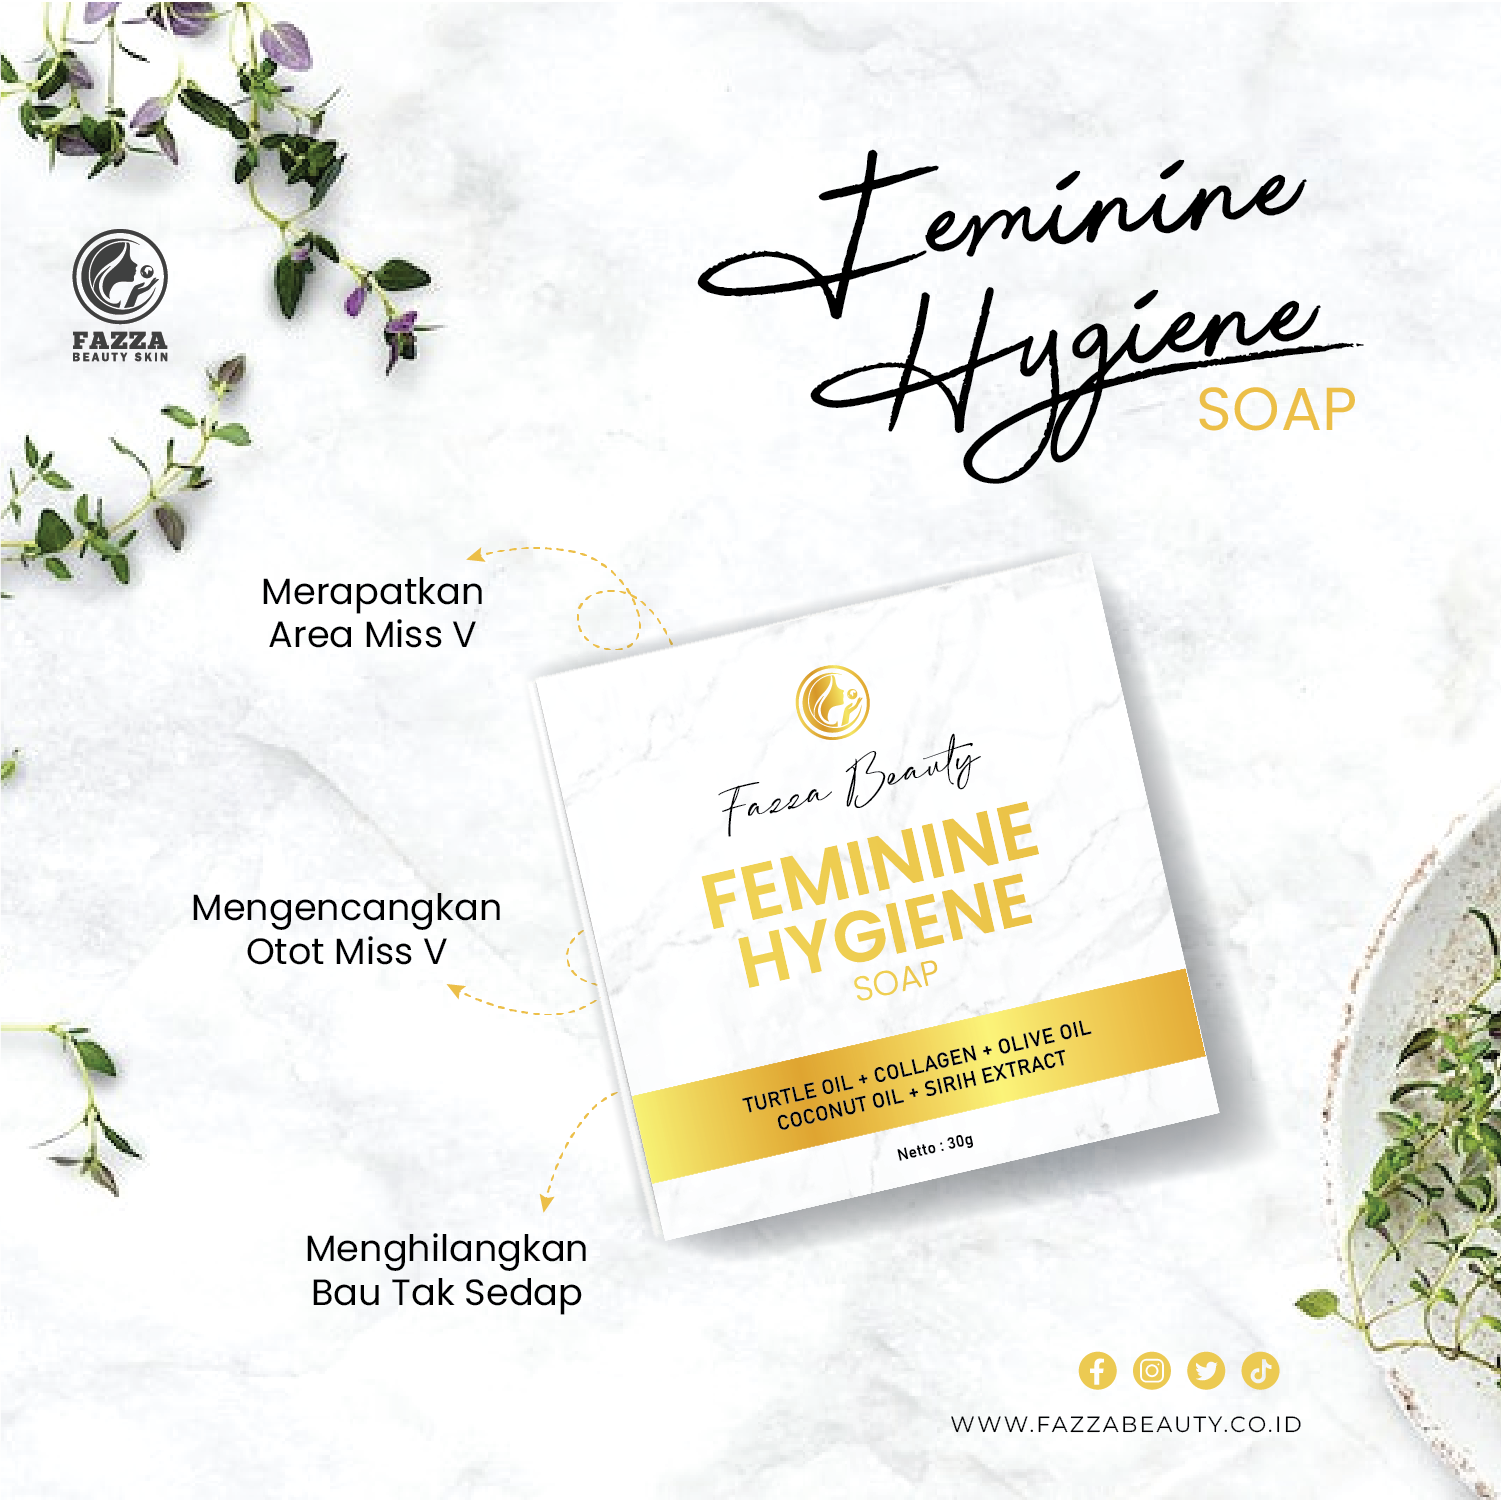 FAZZA
BEAUTY SKIN
Feminine
Hygiene
SOAP
Merapatkan
Area Miss V
Mengencangkan
Otot Miss V
Menghilangkan
Bau Tak Sedap
Fazza Beauty
FEMININE
HYGIENE
SOAP
TURTLE OIL + COLLAGEN + OLIVE OIL
COCONUT OIL + SIRIH EXTRACT
Netto : 30g
WWW.FAZZABEAUTY.CO.ID